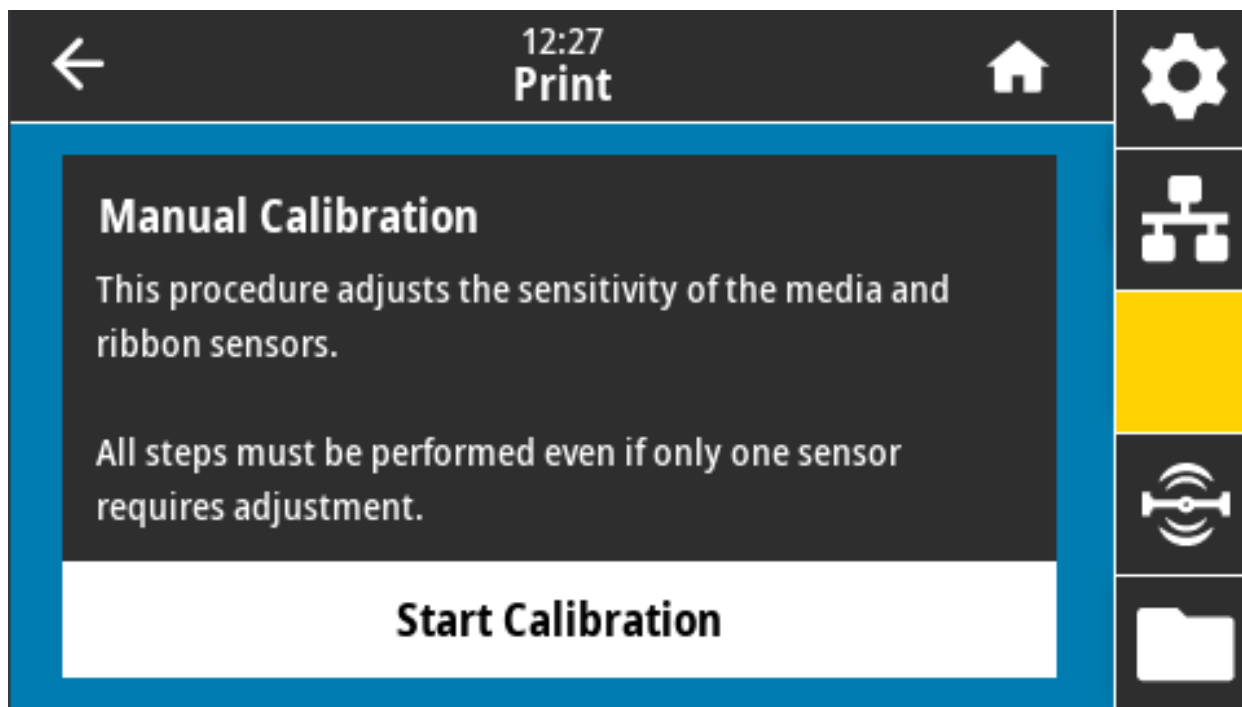 12:27
Print
Manual Calibration
This procedure adjusts the sensitivity of the media and
ribbon sensors.
All steps must be performed even if only one sensor
requires adjustment.
Start Calibration